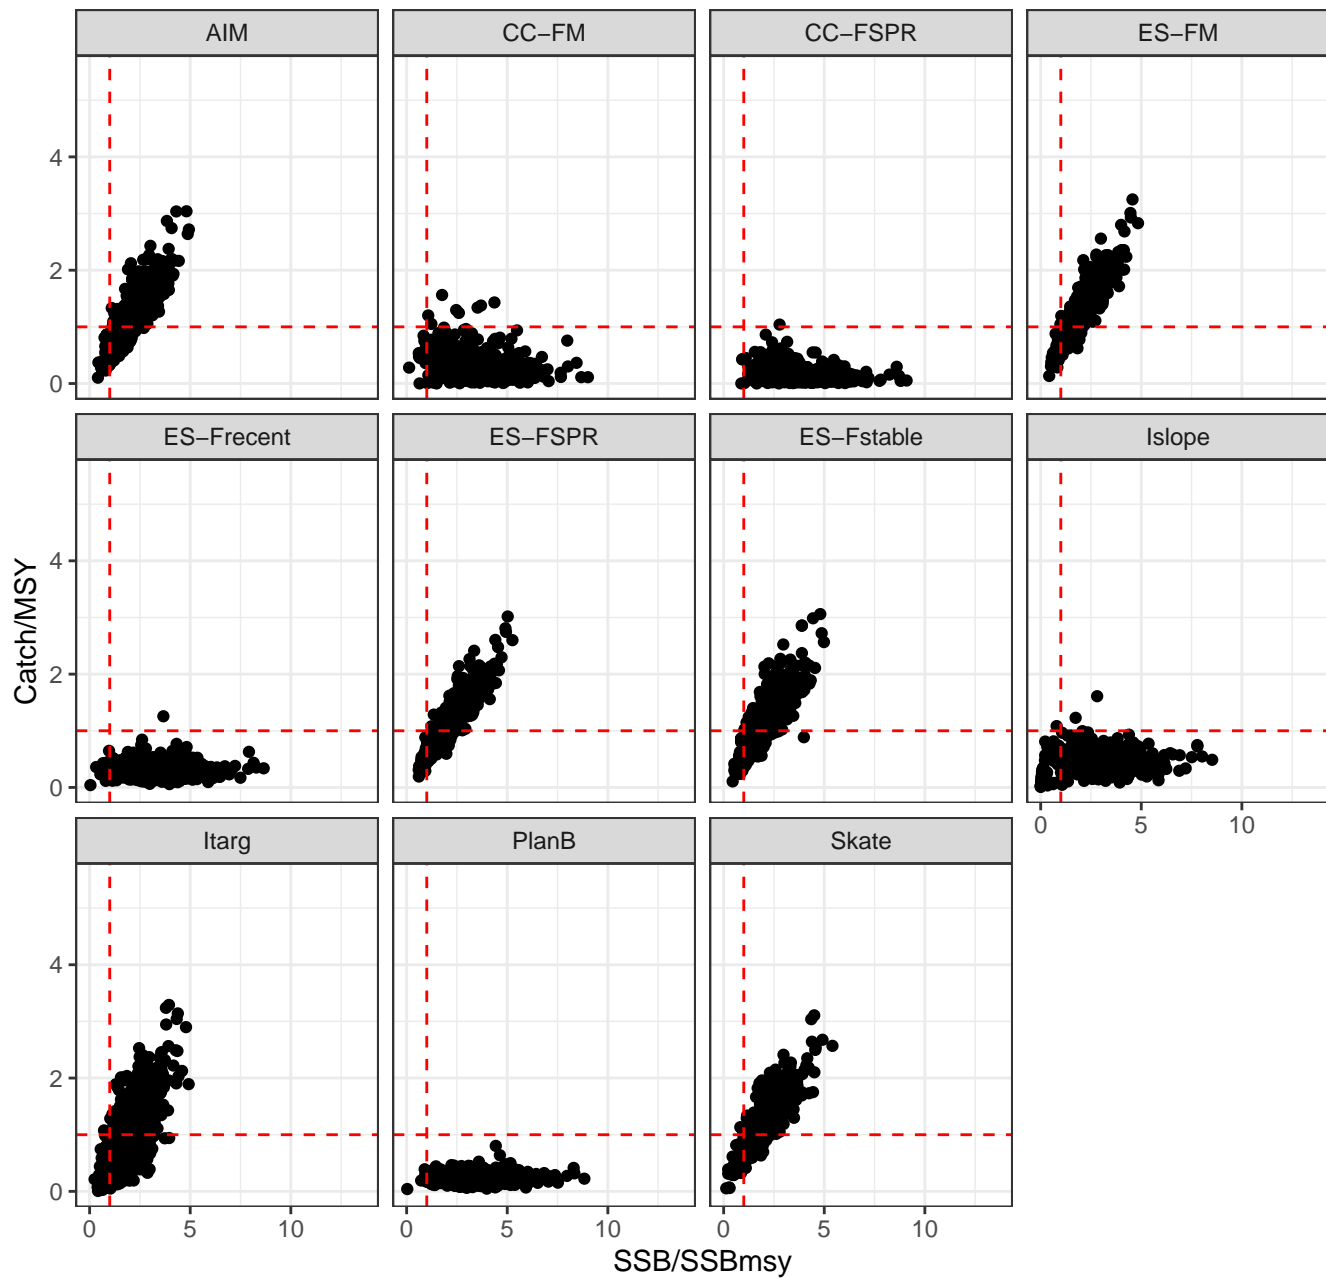 AIM
CC−FM
CC−FSPR
ES−FM
4
2
0
ES−Frecent
ES−FSPR
ES−Fstable
Islope
4
2
0
0 5 10
Itarg
PlanB
Skate
4
2
0
0 5 10
0 5 10
0 5 10
Catch/MSY
SSB/SSBmsy